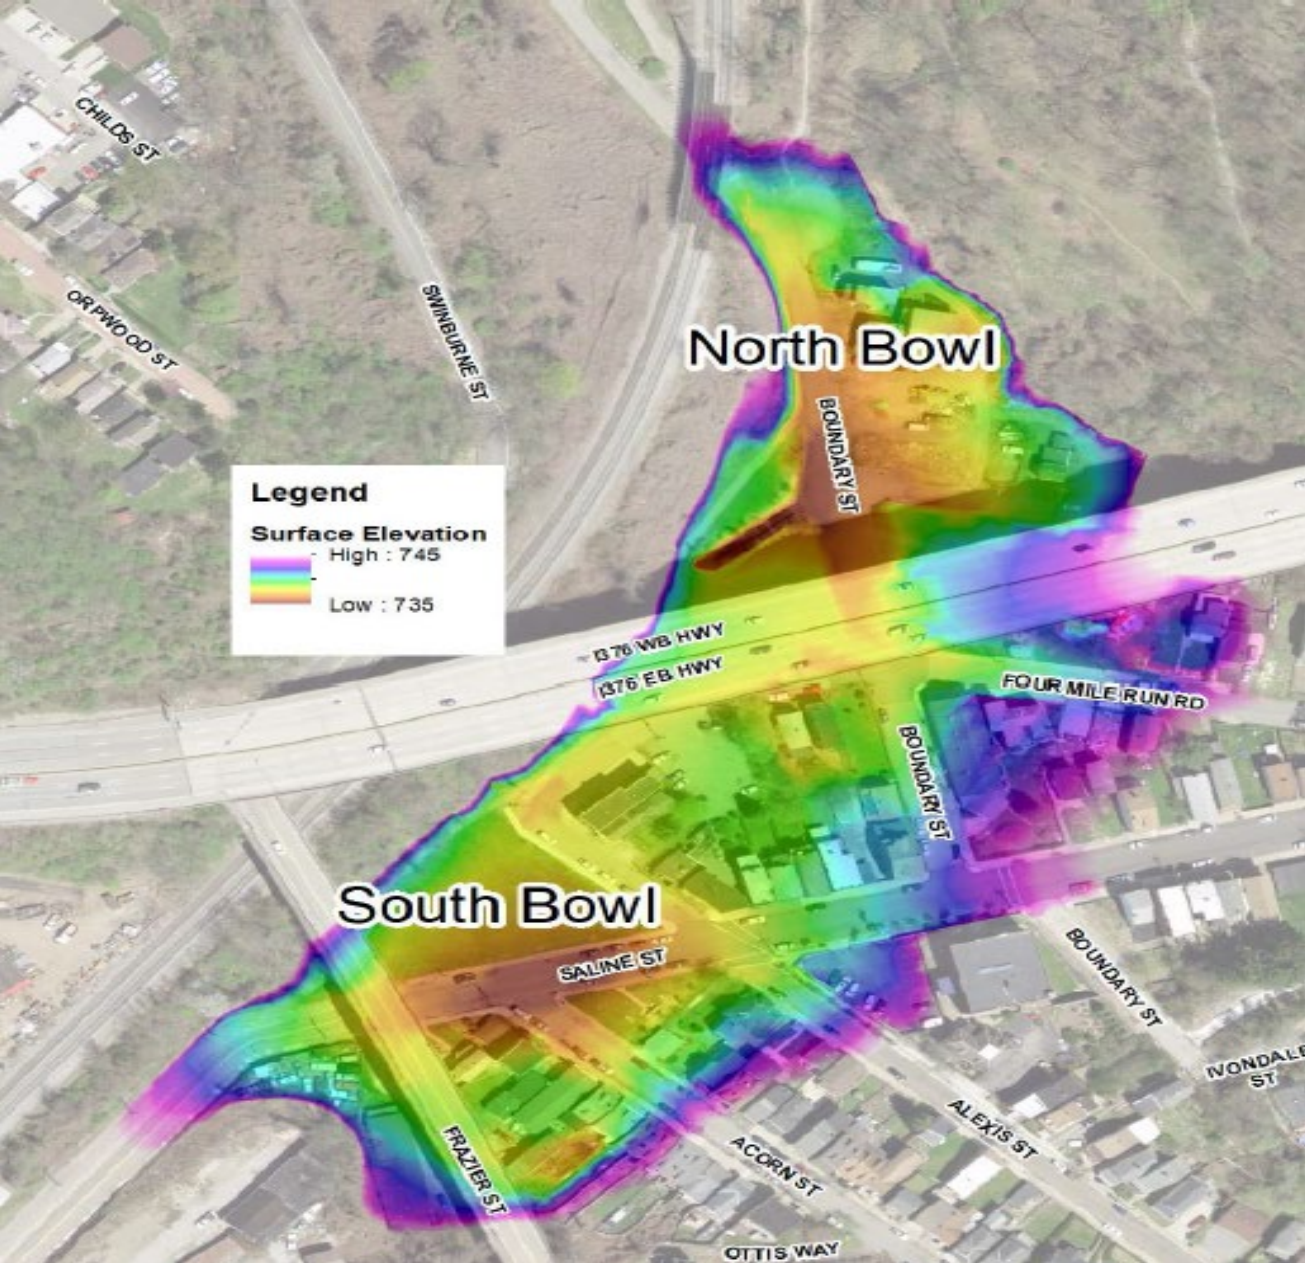 CHILDS ST
ORPWOOD ST
SWINBURNE ST
North Bowl
BOUNDARY ST
Legend
Surface Elevation
High : 745
Low : 735
I376 WB HWY
I376 EB HWY
FOUR MILE RUN RD
BOUNDARY ST
South Bowl
SALINE ST
BOUNDARY ST
IVONDALE
ST
ALEXIS ST
FRAZIER ST
ACORN ST
OTTIS WAY